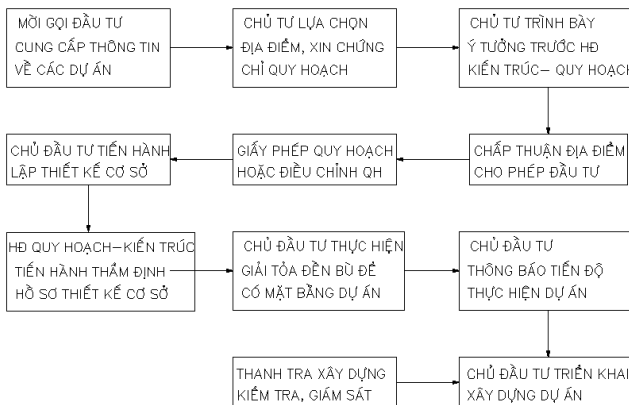 MỜI GỌI ĐẦU TƯ
CUNG CẤP THÔNG TIN
VỀ CÁC DỰ ÁN
CHỦ TƯ LỰA CHỌN
ĐỊA ĐIỂM, XIN CHỨNG
CHỈ QUY HOẠCH
CHỦ TƯ TRÌNH BÀY
Ý TƯỞNG TRƯỚC HĐ
KIẾN TRÚC- QUY HOẠCH
CHẤP THUẬN ĐỊA ĐIỂM
CHO PHÉP ĐẦU TƯ
GIẤY PHÉP QUY HOẠCH
HOẶC ĐIỀU CHỈNH QH
CHỦ ĐẦU TƯ TIẾN HÀNH
LẬP THIẾT KẾ CƠ SỞ
HĐ QUY HOẠCH-KIẾN TRÚC
TIẾN HÀNH THẨM ĐỊNH
HỒ SƠ THIẾT KẾ CƠ SỞ
CHỦ ĐẦU TƯ THỰC HIỆN
GIẢI TỎA ĐỀN BÙ ĐỂ
CÓ MẶT BẰNG DỰ ÁN
CHỦ ĐẦU TƯ
THÔNG BÁO TIẾN ĐỘ
THỰC HIỆN DỰ ÁN
THANH TRA XÂY DỰNG
KIỂM TRA, GIÁM SÁT
CHỦ ĐẦU TƯ TRIỂN KHAI
XÂY DỰNG DỰ ÁN